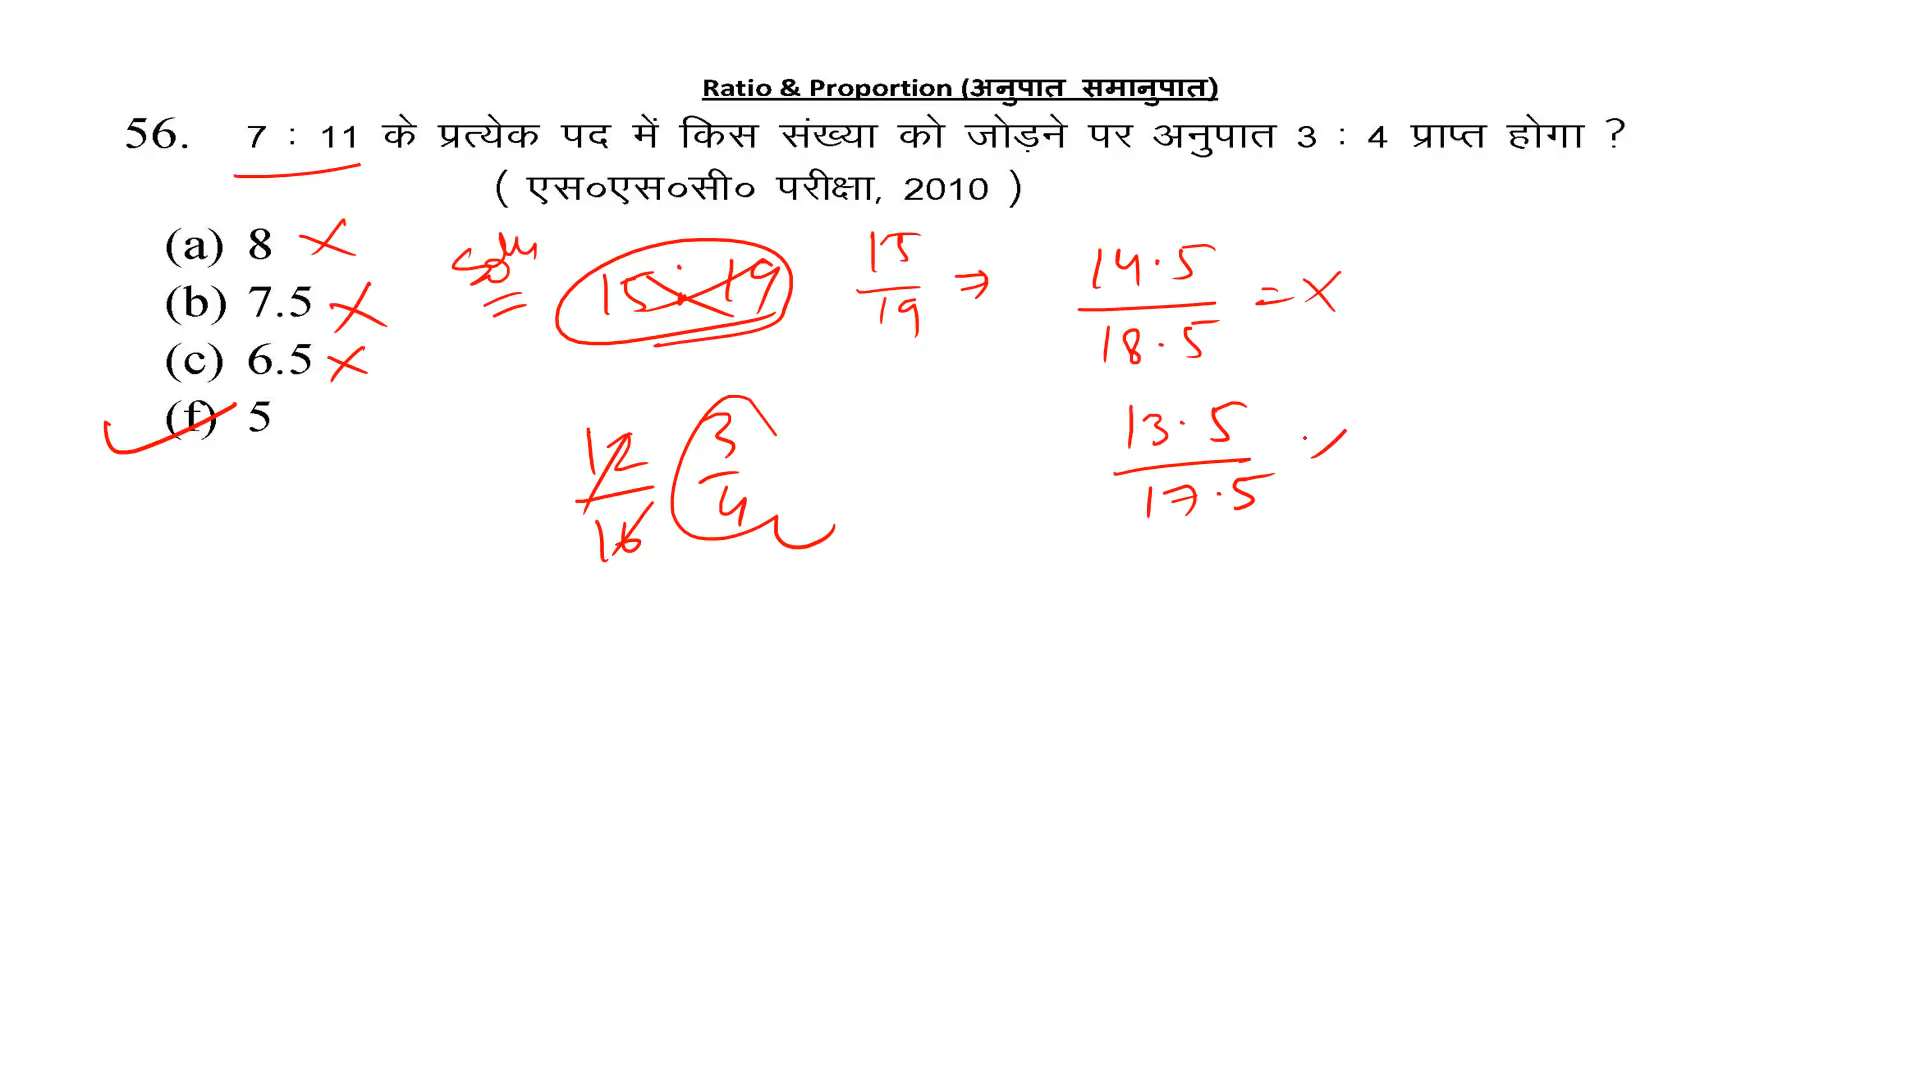 Ratio & Proportion (अनुपात समानुपात)
56. 7 : 11 के प्रत्येक पद में किस संख्या को जोड़ने पर अनुपात 3 : 4 प्राप्त होगा ?
( एस०एस०सी० परीक्षा, 2010 )
(a) 8 ×
(b) 7.5 ×
(c) 6.5 ×
(f) 5
Soln
15 : 19
15/19 ⇒ 14.5/18.5 = ×
12/16 3/4
13.5/17.5